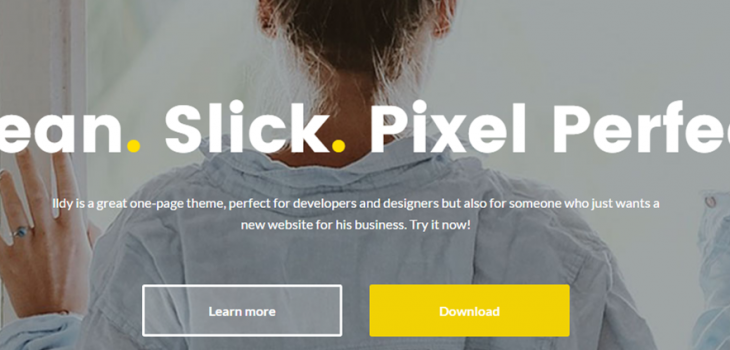 ean. Slick. Pixel Perfe
Ildy is a great one-page theme, perfect for developers and designers but also for someone who just wants a
new website for his business. Try it now!
Learn more
Download